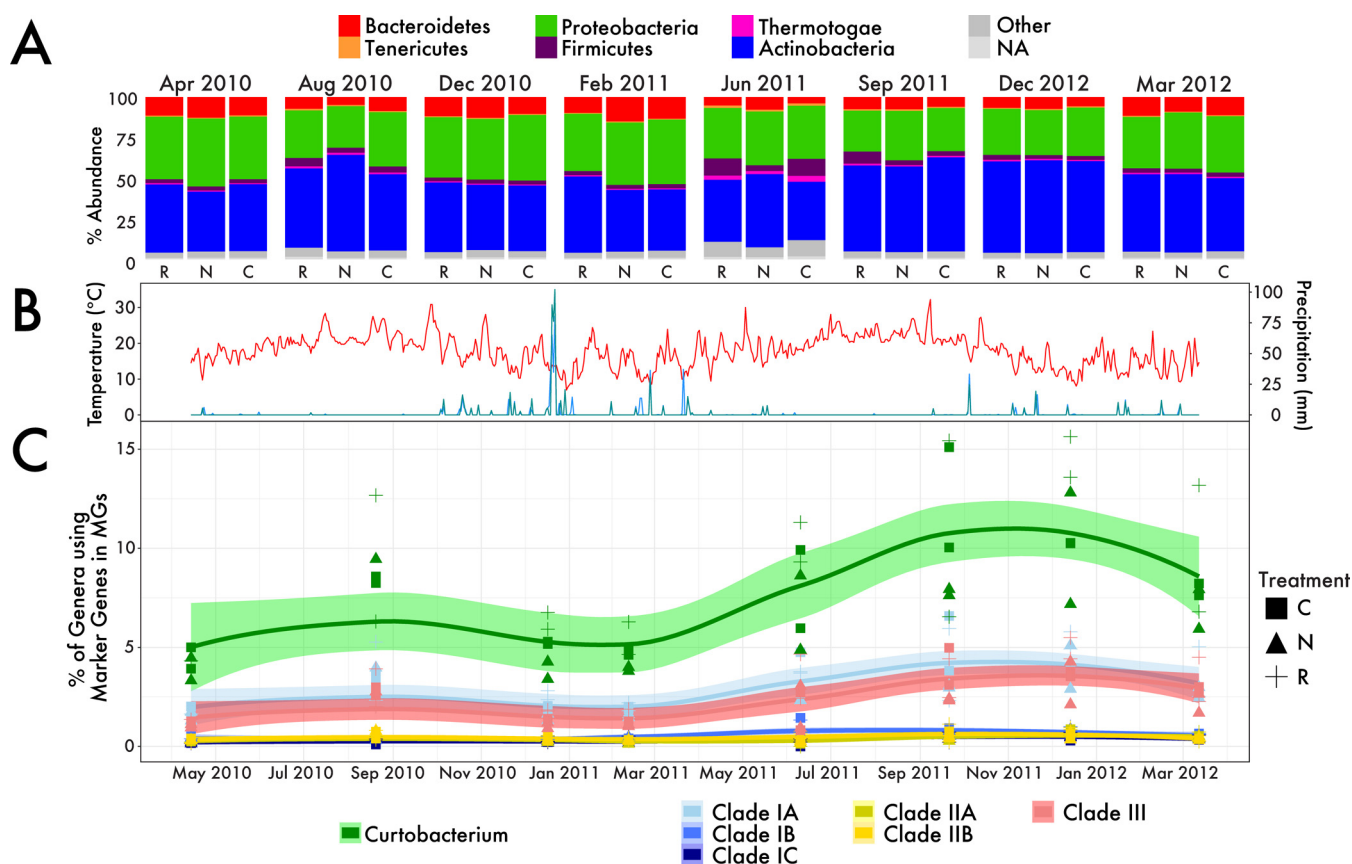 A
Bacteroidetes Proteobacteria Thermotogae Other
Tenericutes Firmicutes Actinobacteria NA
Apr 2010 Aug 2010 Dec 2010 Feb 2011 Jun 2011 Sep 2011 Dec 2012 Mar 2012
% Abundance
100
75
50
25
0
R N C R N C R N C R N C R N C R N C R N C R N C
B
Temperature (°C)
30
20
10
0
Precipitation (mm)
100
75
50
25
0
C
% of Genera using
Marker Genes in MGs
15
10
5
0
May 2010 Jul 2010 Sep 2010 Nov 2010 Jan 2011 Mar 2011 May 2011 Jul 2011 Sep 2011 Nov 2011 Jan 2012 Mar 2012
Treatment
C
N
R
Curtobacterium
Clade IA Clade IIA Clade III
Clade IB Clade IIB
Clade IC